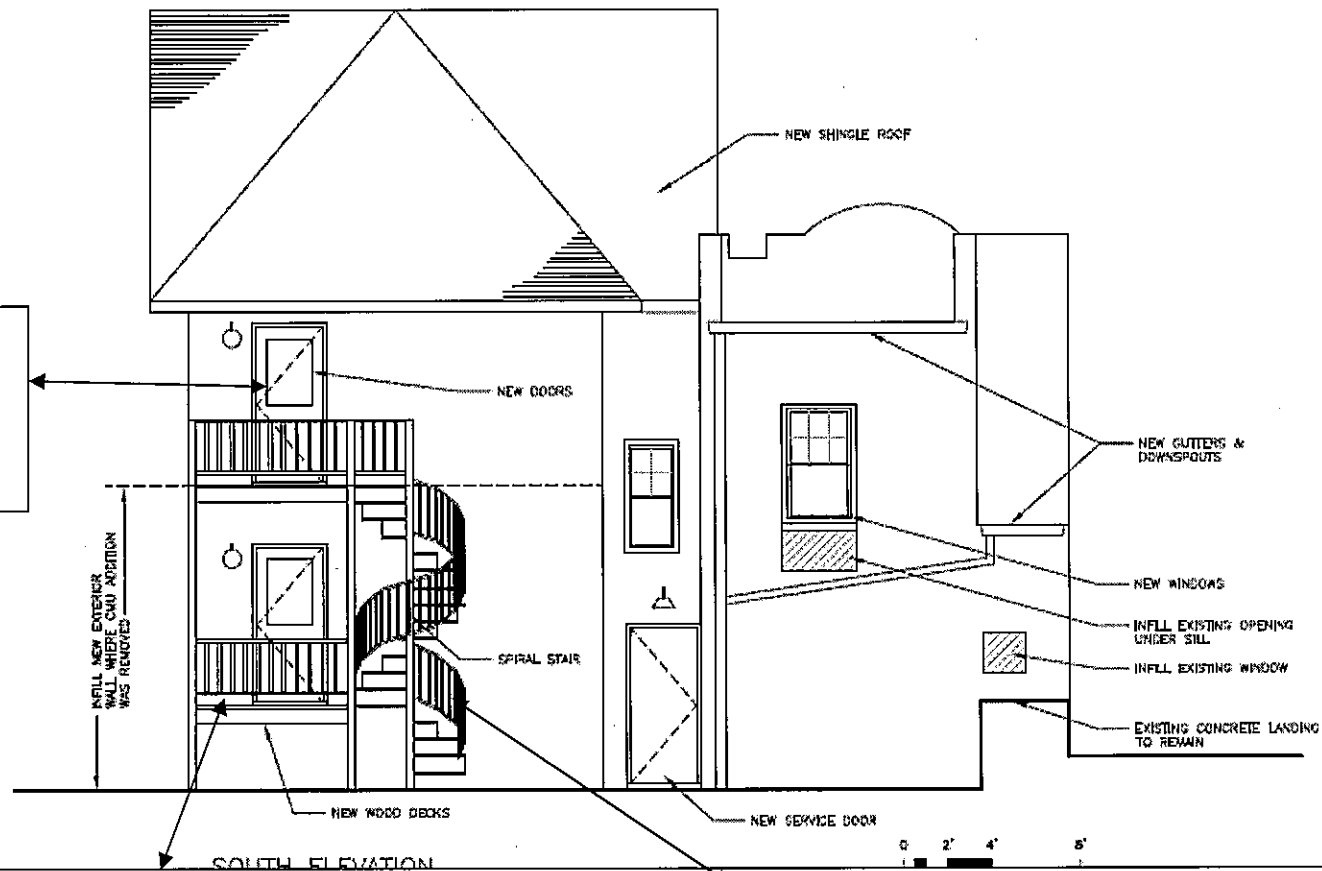 NEW SHINGLE ROOF
NEW DOORS
NEW GUTTERS &
DOWNSPOUTS
INFILL NEW EXTERIOR
WALL WHERE CMU ADDITION
WAS REMOVED
NEW WINDOWS
INFILL EXISTING OPENING
UNDER SILL
SPIRAL STAIR
INFILL EXISTING WINDOW
EXISTING CONCRETE LANDING
TO REMAIN
NEW WOOD DECKS
NEW SERVICE DOOR
0 2' 4' 8'
SOUTH ELEVATION